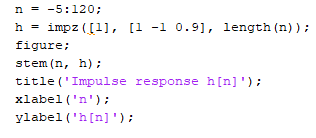 n = -5:120;
h = impz([1], [1 -1 0.9], length(n));
figure;
stem(n, h);
title('Impulse response h[n]');
xlabel('n');
ylabel('h[n]');